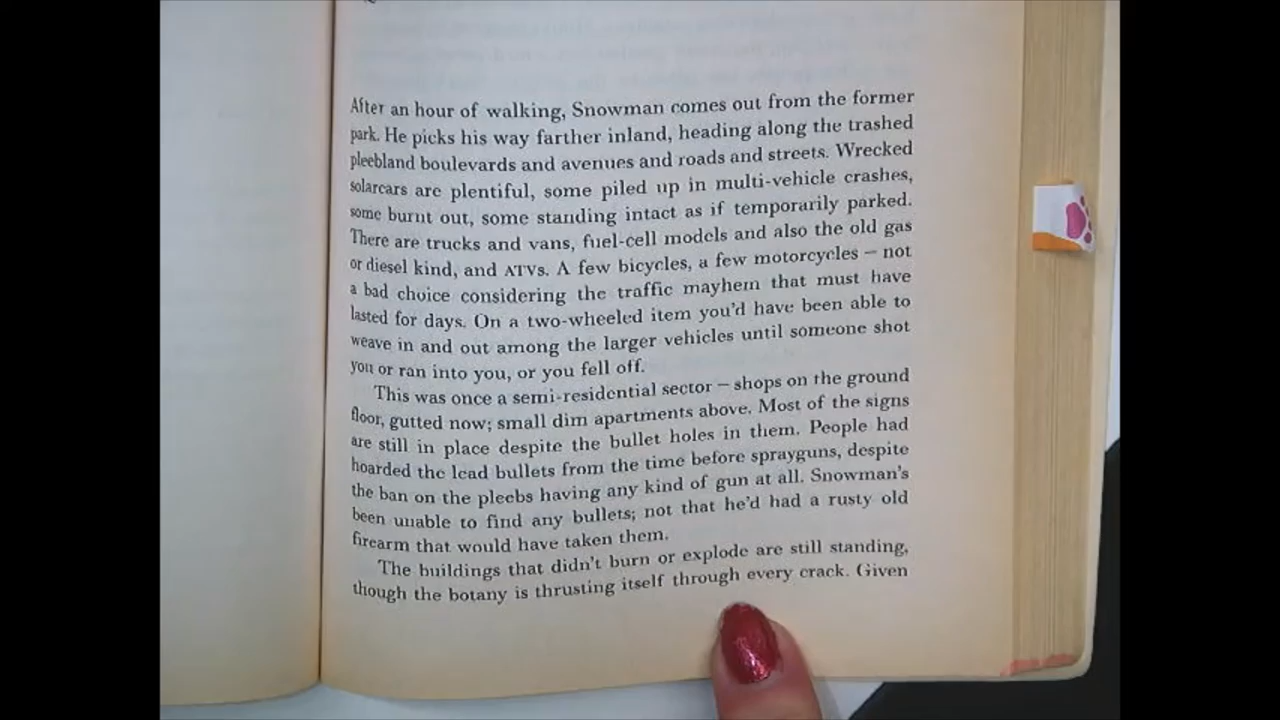 After an hour of walking, Snowman comes out from the former
park. He picks his way farther inland, heading along the trashed
pleebland boulevards and avenues and roads and streets. Wrecked
solarcars are plentiful, some piled up in multi-vehicle crashes,
some burnt out, some standing intact as if temporarily parked.
There are trucks and vans, fuel-cell models and also the old gas
or diesel kind, and ATVs. A few bicycles, a few motorcycles – not
a bad choice considering the traffic mayhem that must have
lasted for days. On a two-wheeled item you'd have been able to
weave in and out among the larger vehicles until someone shot
you or ran into you, or you fell off.
This was once a semi-residential sector – shops on the ground
floor, gutted now; small dim apartments above. Most of the signs
are still in place despite the bullet holes in them. People had
hoarded the lead bullets from the time before sprayguns, despite
the ban on the pleebs having any kind of gun at all. Snowman's
been unable to find any bullets; not that he'd had a rusty old
firearm that would have taken them.
The buildings that didn't burn or explode are still standing,
though the botany is thrusting itself through every crack. Given